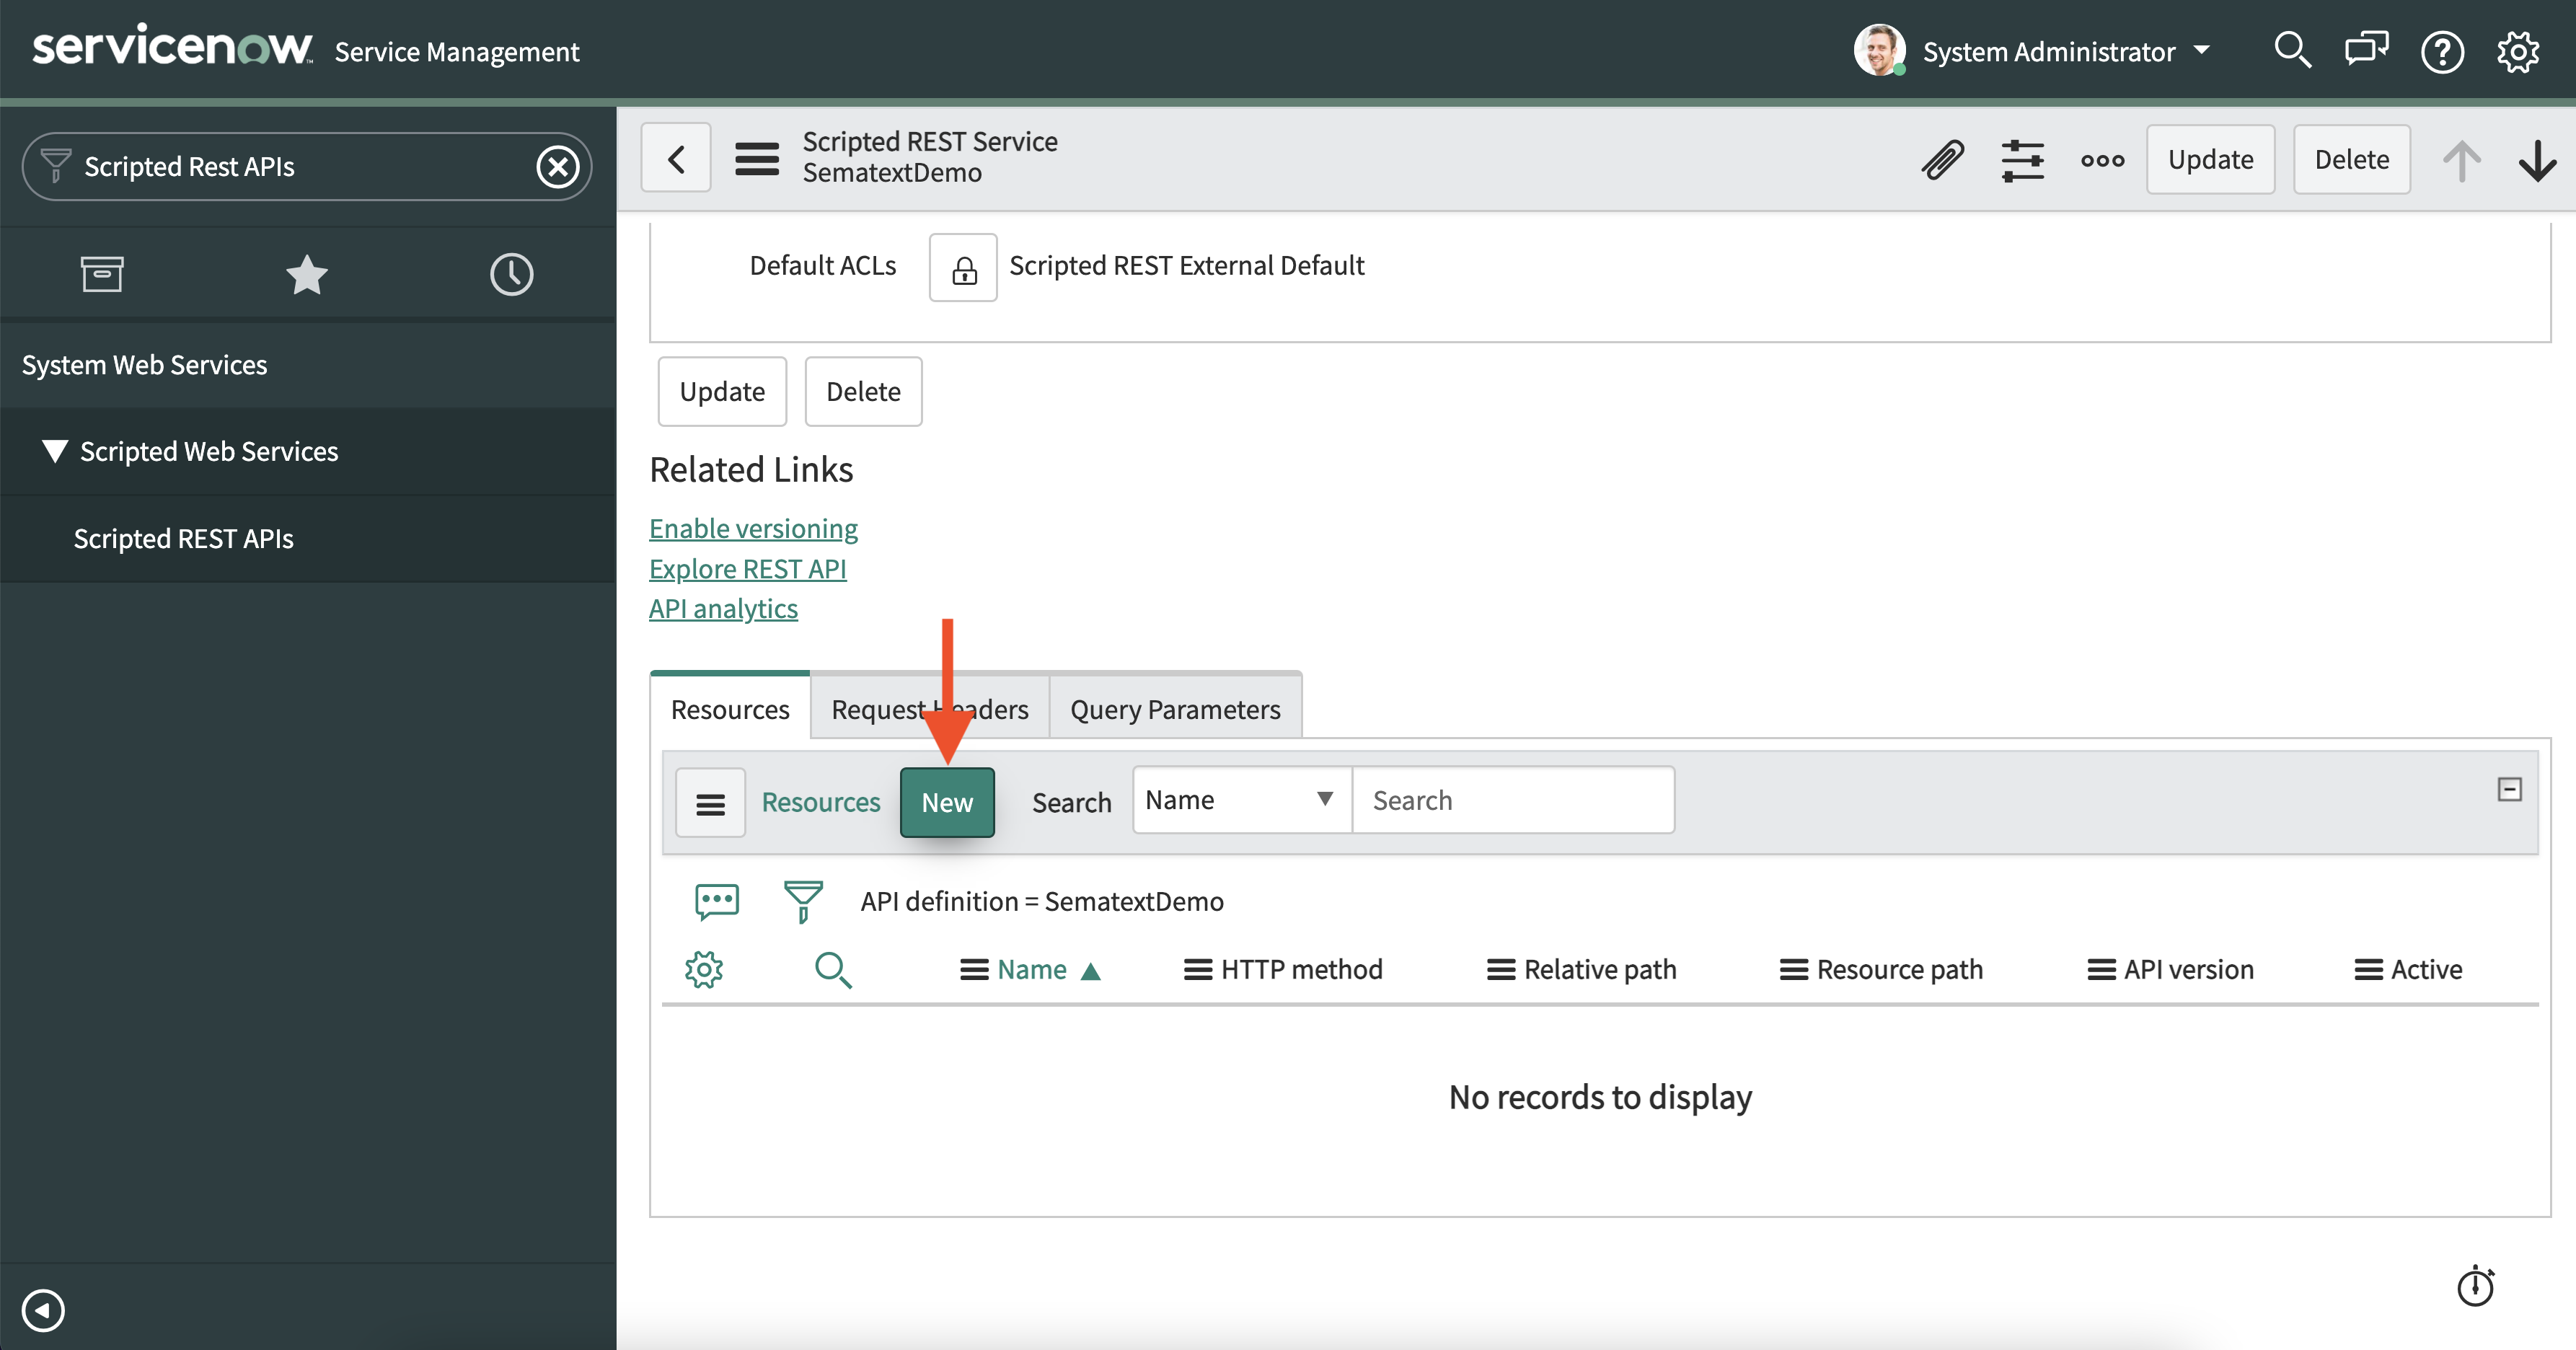 servicenow Service Management
System Administrator
Scripted Rest APIs
Scripted REST Service
SematextDemo
Update
Delete
System Web Services
Scripted Web Services
Scripted REST APIs
Default ACLs
Scripted REST External Default
Update
Delete
Related Links
Enable versioning
Explore REST API
API analytics
Resources
Request Headers
Query Parameters
Resources
New
Search
Name
Search
API definition = SematextDemo
Name
HTTP method
Relative path
Resource path
API version
Active
No records to display